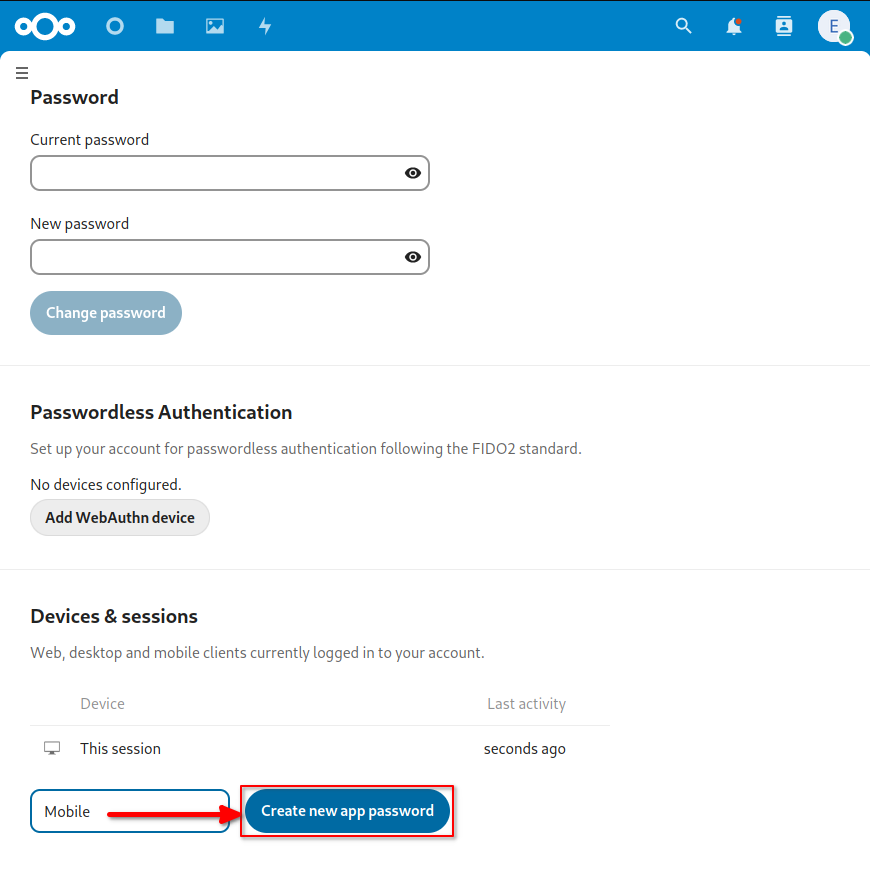 E
Password
Current password
New password
Change password
Passwordless Authentication
Set up your account for passwordless authentication following the FIDO2 standard.
No devices configured.
Add WebAuthn device
Devices & sessions
Web, desktop and mobile clients currently logged in to your account.
Device Last activity
This session seconds ago
Mobile Create new app password